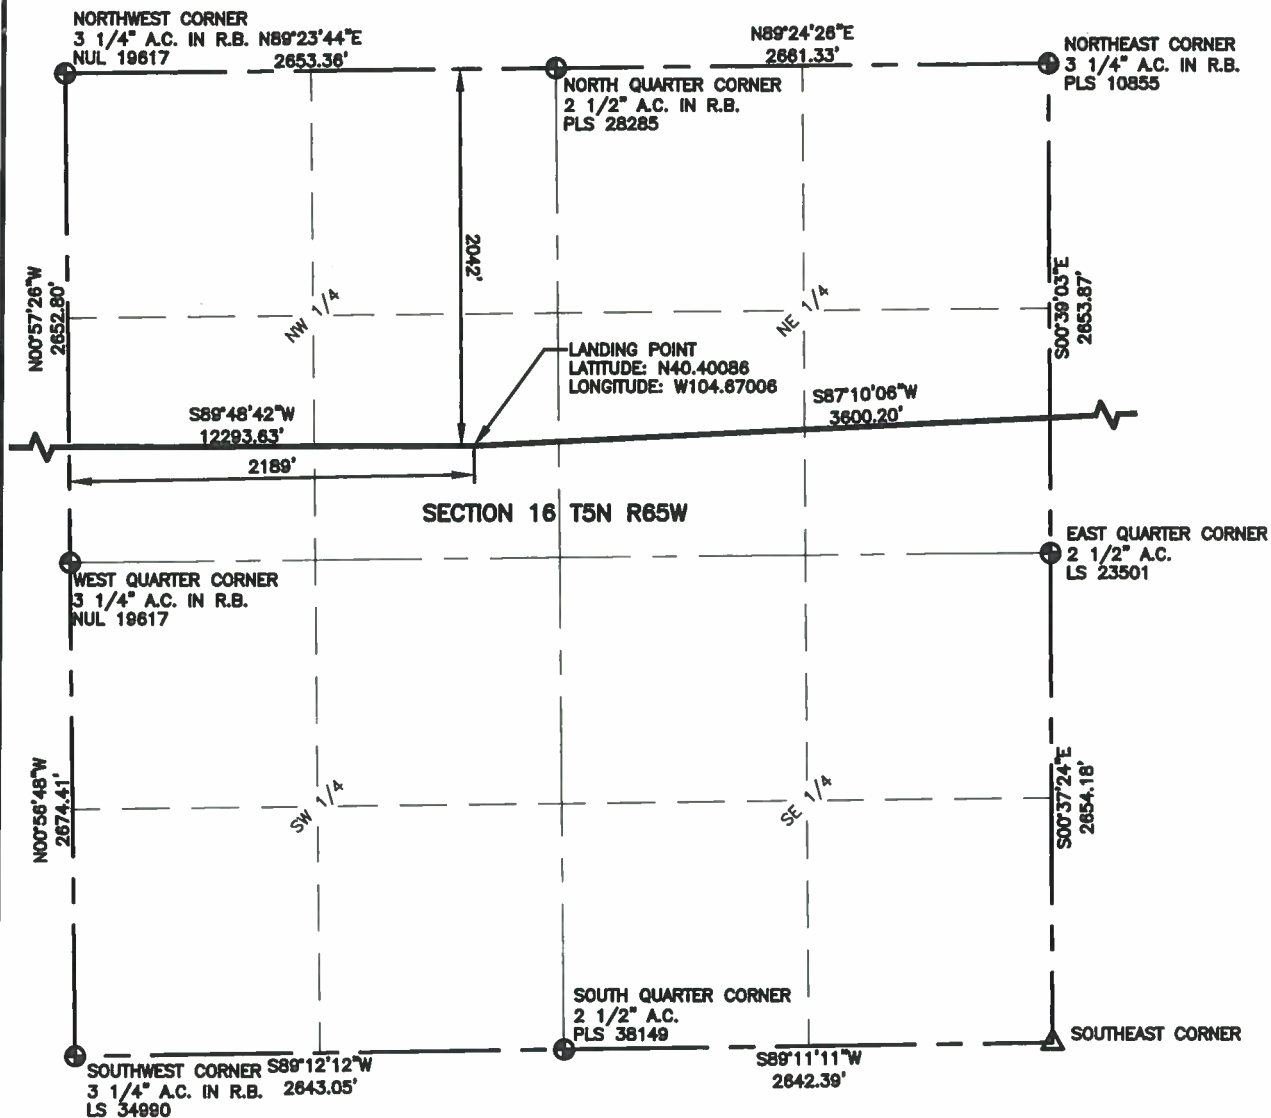 NORTHWEST CORNER
3 1/4" A.C. IN R.B.
NUL 19617
N89°23'44"E
2653.36'
N89°24'26"E
2661.33'
NORTHEAST CORNER
3 1/4" A.C. IN R.B.
PLS 10855
NORTH QUARTER CORNER
2 1/2" A.C. IN R.B.
PLS 28285
2042'
N00°57'26"W
2652.80'
NW 1/4
NE 1/4
S00°39'03"E
2653.87'
LANDING POINT
LATITUDE: N40.40086
LONGITUDE: W104.67006
S89°48'42"W
12293.63'
S87°10'06"W
3600.20'
2189'
SECTION 16 T5N R65W
EAST QUARTER CORNER
2 1/2" A.C.
LS 23501
WEST QUARTER CORNER
3 1/4" A.C. IN R.B.
NUL 19617
N00°56'48"W
2674.41'
SW 1/4
SE 1/4
S00°37'24"E
2654.18'
SOUTH QUARTER CORNER
2 1/2" A.C.
PLS 38149
SOUTHEAST CORNER
SOUTHWEST CORNER
3 1/4" A.C. IN R.B.
LS 34990
S89°12'12"W
2643.05'
S89°11'11"W
2642.39'